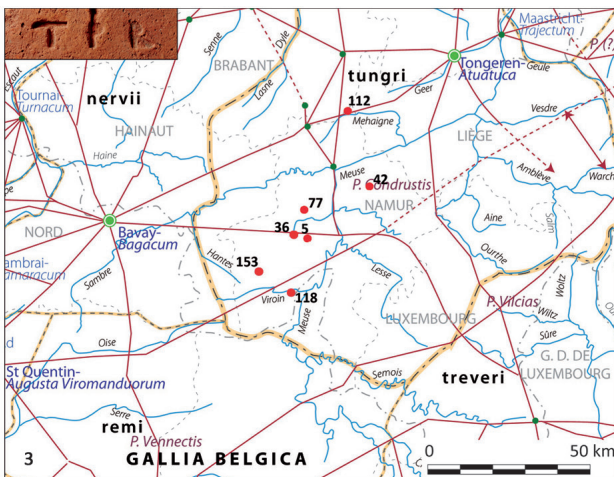 T P R
BRABANT
nervii
Tournai-
Turnacum
HAINAUT
Haine
Senne
Dyle
Lasne
tungri
Geer
112
Mehaigne
Maastricht-
Trajectum
Tongeren-
Atuatuca
Geule
P. (?)
Vesdre
LIÈGE
Meuse
42
P. Condrustis
NAMUR
77
36
5
153
118
Hantes
Viroin
Meuse
Lesse
Amblève
Warch
Salm
Aine
Ourthe
NORD
Bavay-
Bagacum
Sambre
Oise
St Quentin-
Augusta Viromanduorum
Serre
remi
P. Vennectis
P. Vilcias
LUXEMBOURG
Semois
treveri
Wiltz
Woltz
Sûre
G. D. DE
LUXEMBOURG
3
GALLIA BELGICA
0
50 km